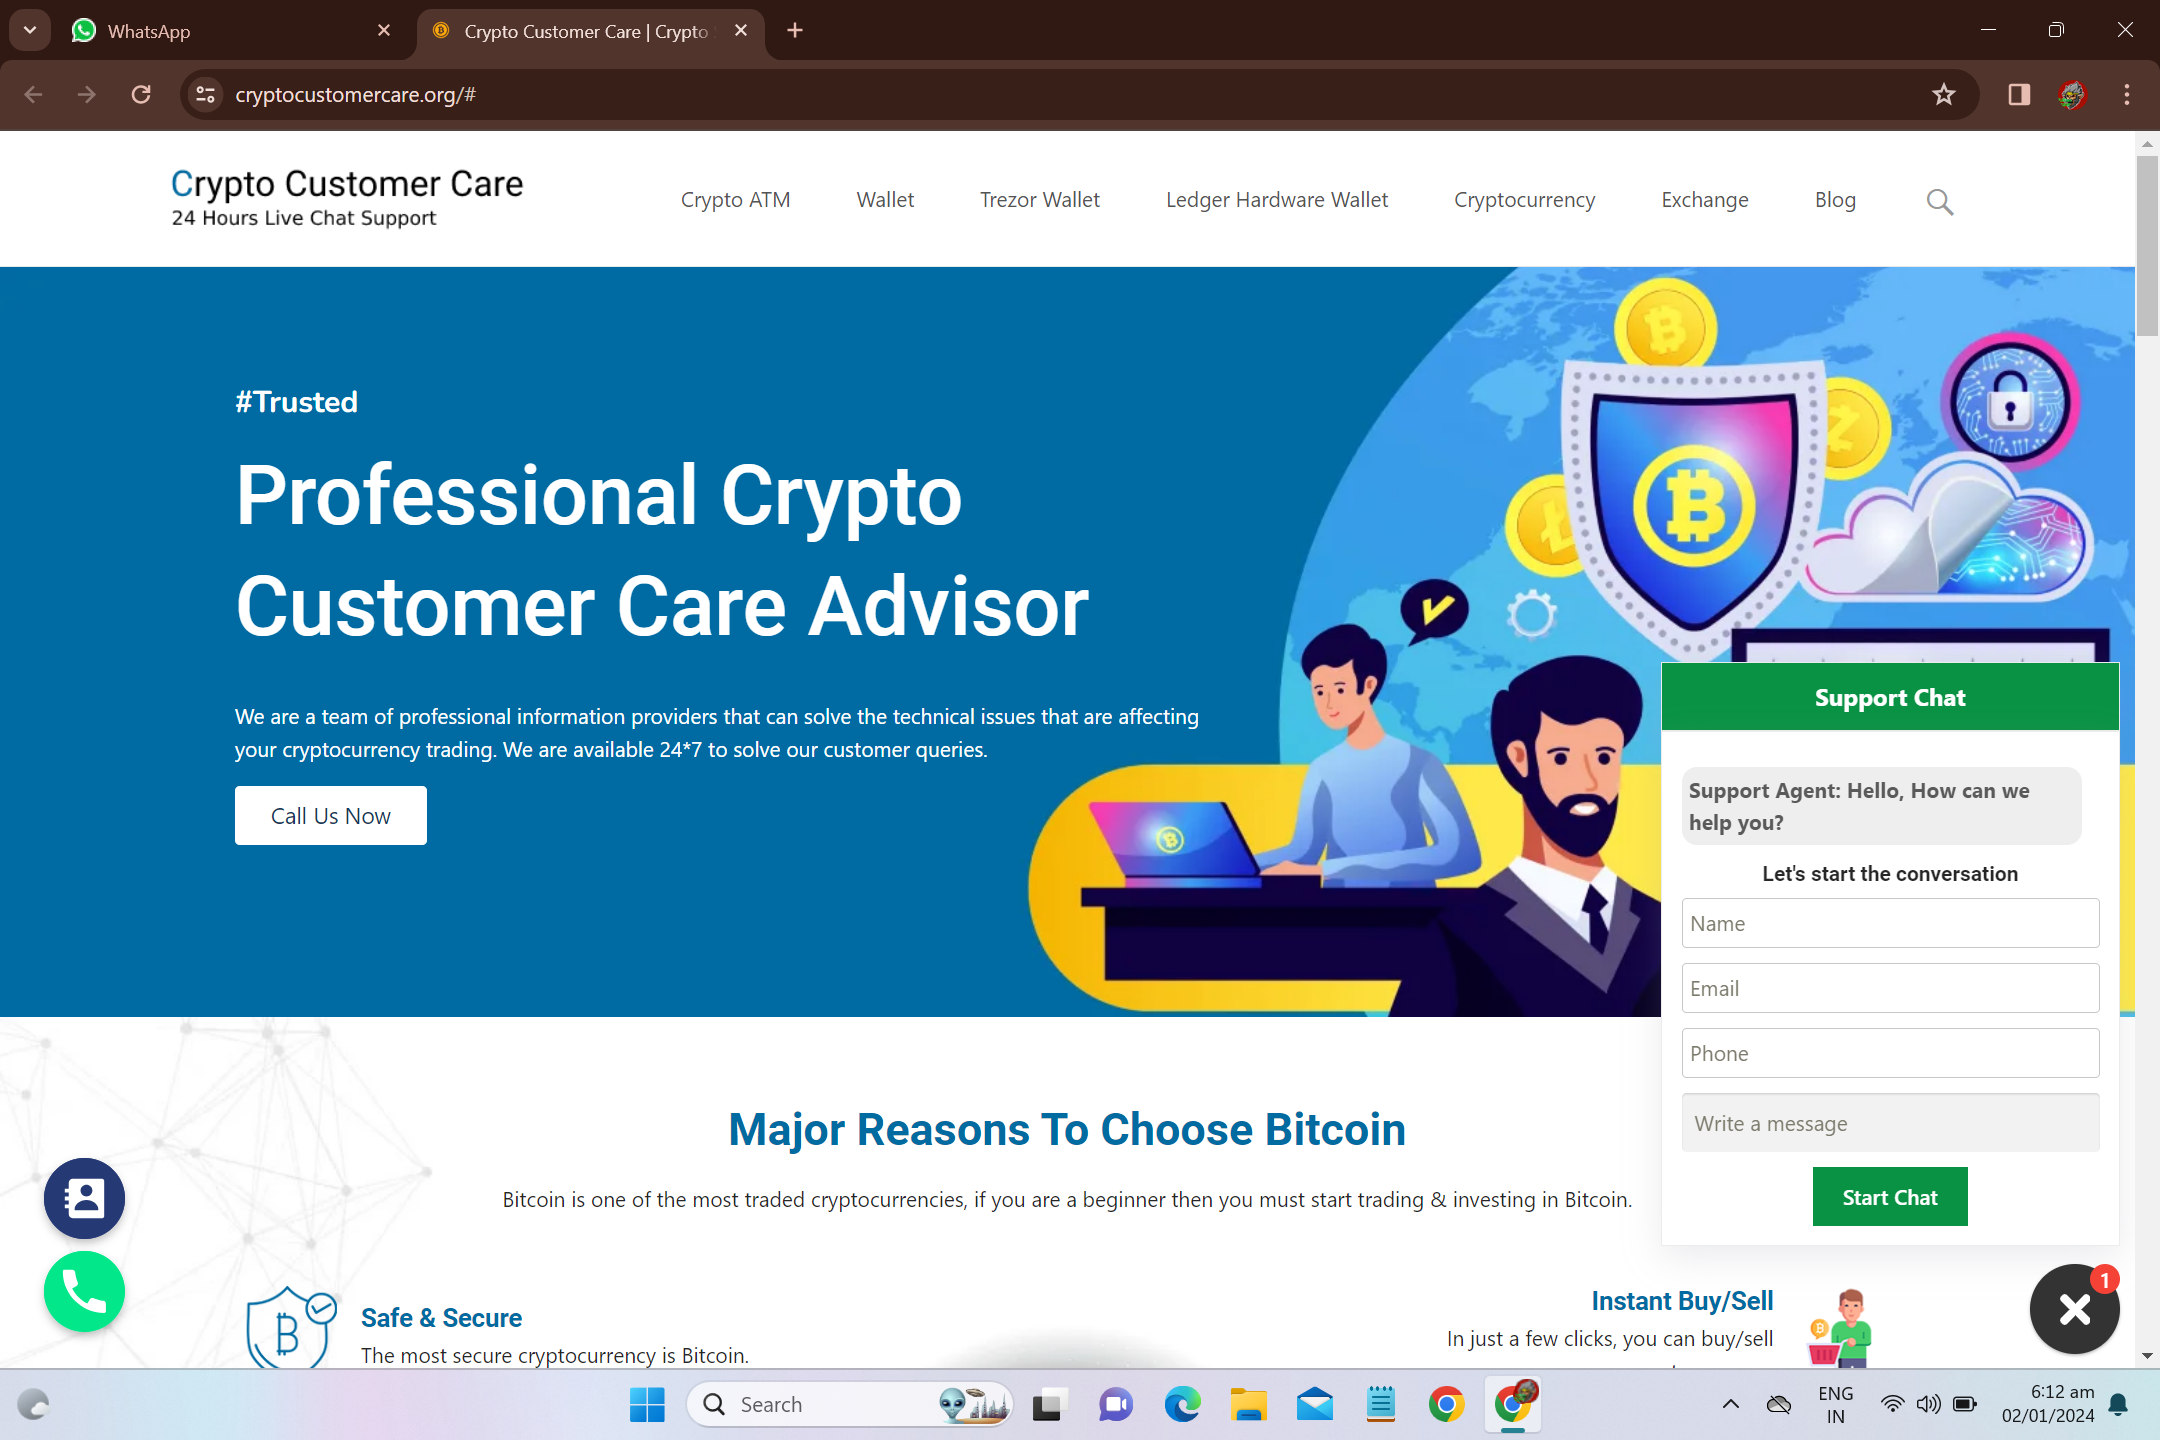 WhatsApp
Crypto Customer Care | Crypto
cryptocustomercare.org/#
Crypto Customer Care
24 Hours Live Chat Support
Crypto ATM
Wallet
Trezor Wallet
Ledger Hardware Wallet
Cryptocurrency
Exchange
Blog
#Trusted
Professional Crypto
Customer Care Advisor
We are a team of professional information providers that can solve the technical issues that are affecting
your cryptocurrency trading. We are available 24*7 to solve our customer queries.
Call Us Now
Support Chat
Support Agent: Hello, How can we
help you?
Let's start the conversation
Name
Email
Phone
Write a message
Start Chat
1
Major Reasons To Choose Bitcoin
Bitcoin is one of the most traded cryptocurrencies, if you are a beginner then you must start trading & investing in Bitcoin.
Safe & Secure
The most secure cryptocurrency is Bitcoin.
Instant Buy/Sell
In just a few clicks, you can buy/sell
Search
ENG
IN
6:12 am
02/01/2024